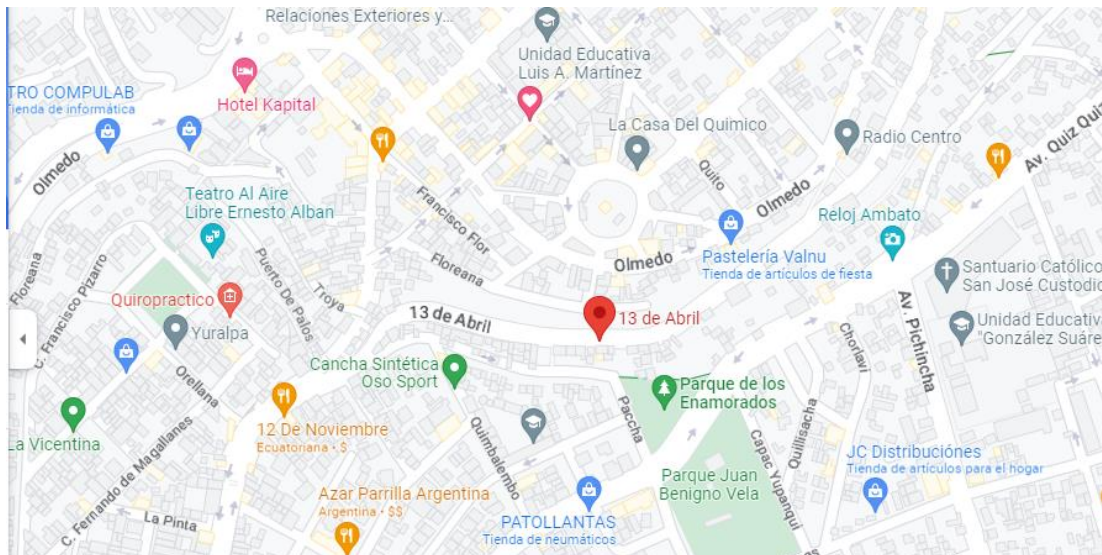 Relaciones Exteriores y...
Unidad Educativa
Luis A. Martínez
TRO COMPULAB
Tienda de informática
Hotel Kapital
La Casa Del Quimico
Radio Centro
Av. Quiz Quiz
Olmedo
Quito
Olmedo
Teatro Al Aire
Libre Ernesto Alban
Francisco Flor
Reloj Ambato
Floreana
C. Francisco Pizarro
Puerto De Palos
Troya
Floreana
Olmedo
Pastelería Valnu
Tienda de artículos de fiesta
Santuario Católico
San José Custodio
Quiropractico
13 de Abril
13 de Abril
Av. Pichincha
Unidad Educativa
"González Suáre
Yuralpa
Orellana
Cancha Sintética
Oso Sport
Parque de los
Enamorados
Chorlavi
La Vicentina
12 De Noviembre
Ecuatoriana • $
C. Fernando de Magallanes
Quimbalembo
Paccha
Capac Yupanqui
Quillisacha
JC Distribuciónes
Tienda de artículos para el hogar
Parque Juan
Benigno Vela
Azar Parrilla Argentina
Argentina • $$
La Pinta
PATOLLANTAS
Tienda de neumáticos